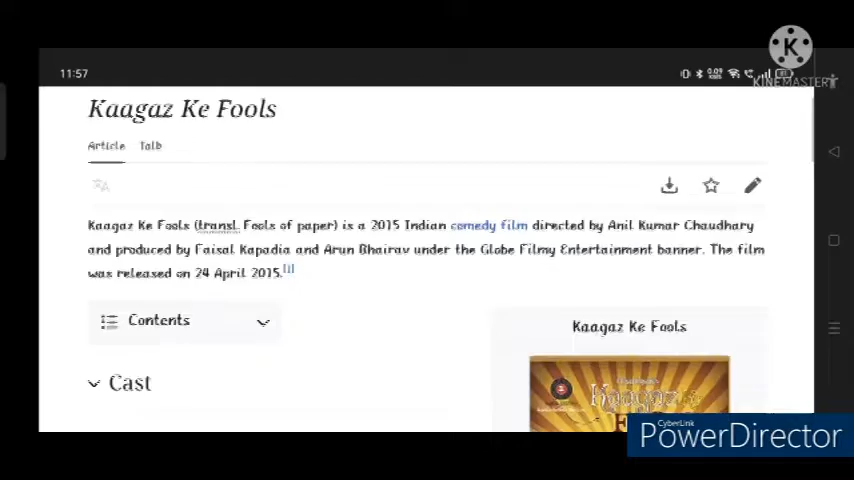 K
KINEMASTER
11:57
Kaagaz Ke Fools
Article Talb
Kaagaz Ke Fools (transl. Fools of paper) is a 2015 Indian comedy film directed by Anil Kumar Chaudhary
and produced by Faisal Kapadia and Arun Bhairav under the Globe Filmy Entertainment banner. The film
was released on 24 April 2015.[1]
Contents
Kaagaz Ke Fools
Cast
Kaagaz
CyberLink
PowerDirector